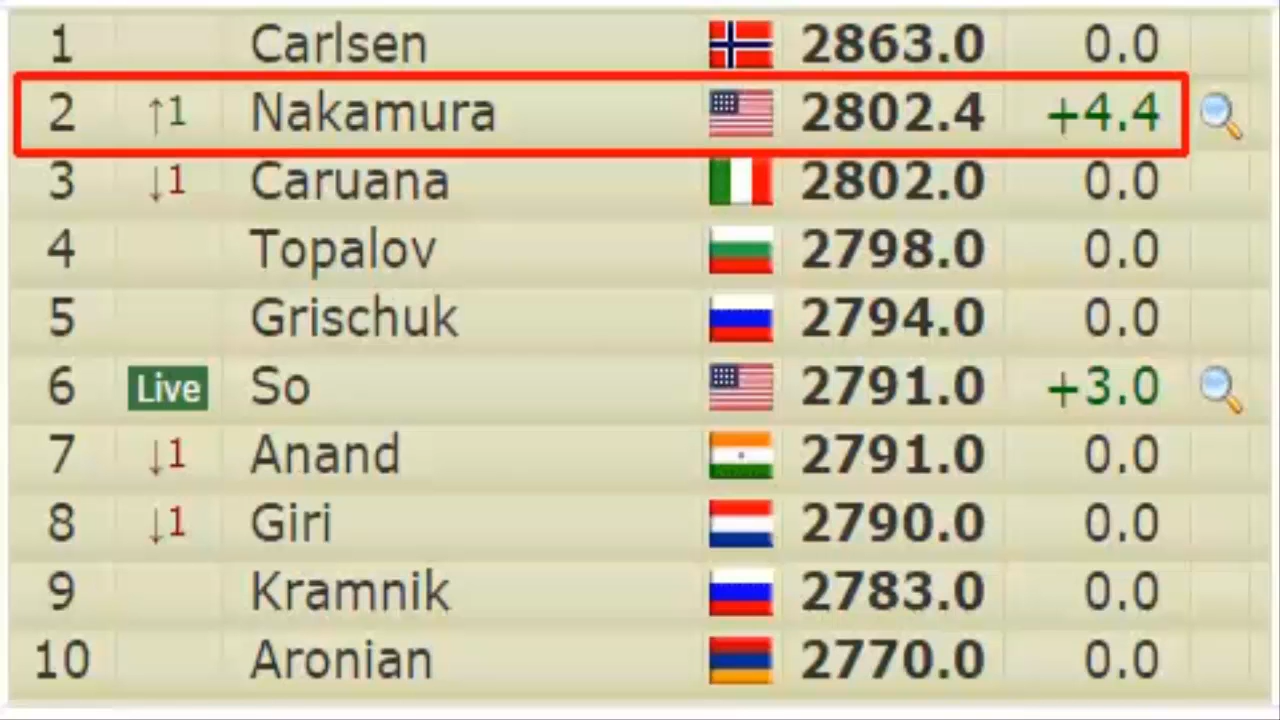 1 Carlsen 2863.0 0.0
2 ↑1 Nakamura 2802.4 +4.4
3 ↓1 Caruana 2802.0 0.0
4 Topalov 2798.0 0.0
5 Grischuk 2794.0 0.0
6 Live So 2791.0 +3.0
7 ↓1 Anand 2791.0 0.0
8 ↓1 Giri 2790.0 0.0
9 Kramnik 2783.0 0.0
10 Aronian 2770.0 0.0